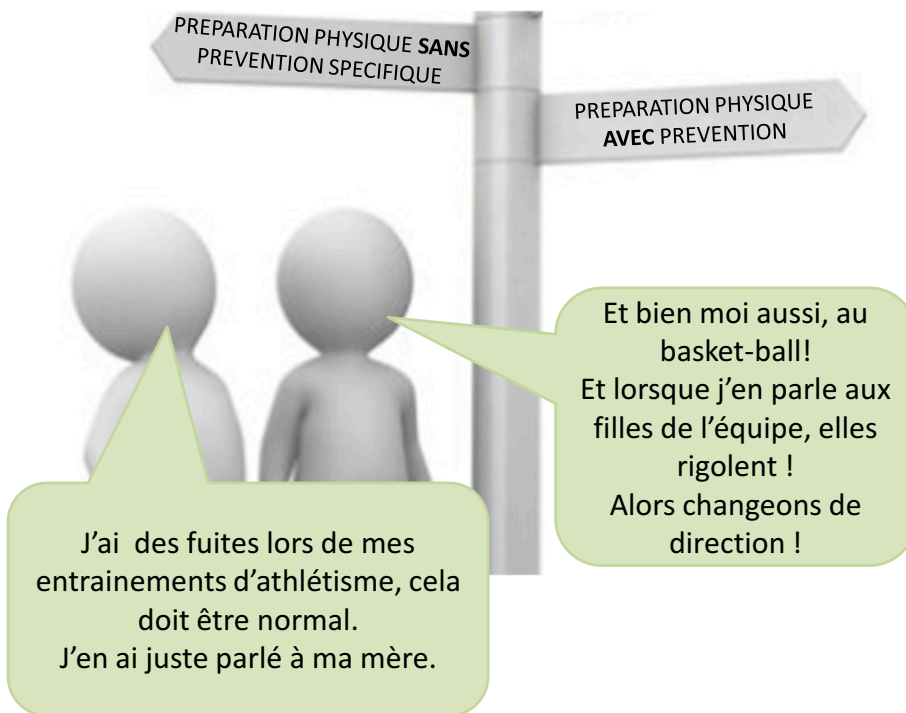 PREPARATION PHYSIQUE SANS
PREVENTION SPECIFIQUE
PREPARATION PHYSIQUE
AVEC PREVENTION
Et bien moi aussi, au
basket-ball!
Et lorsque j’en parle aux
filles de l’équipe, elles
rigolent !
Alors changeons de
direction !
J’ai des fuites lors de mes
entrainements d’athlétisme, cela
doit être normal.
J’en ai juste parlé à ma mère.